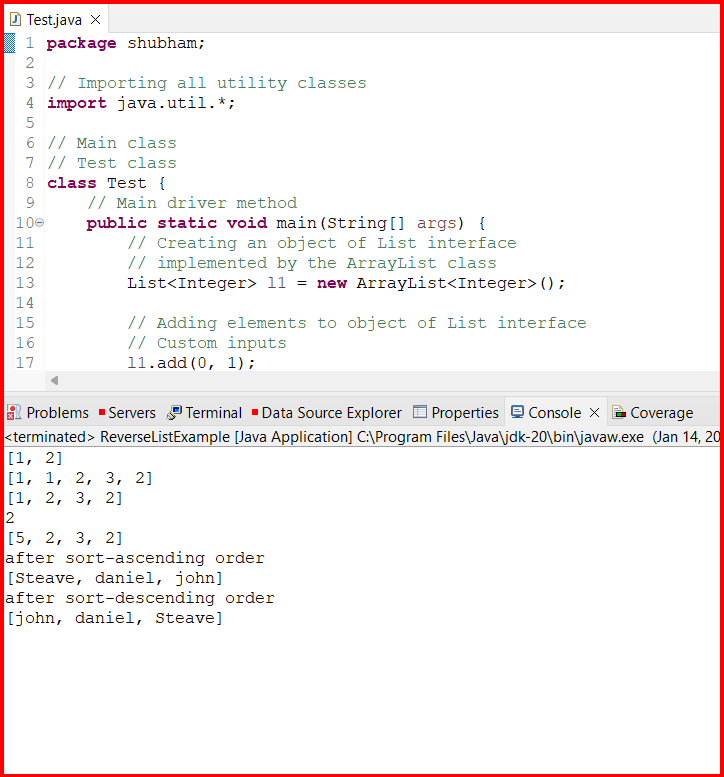 Test.java
1 package shubham;
2
3 // Importing all utility classes
4 import java.util.*;
5
6 // Main class
7 // Test class
8 class Test {
9     // Main driver method
10     public static void main(String[] args) {
11         // Creating an object of List interface
12         // implemented by the ArrayList class
13         List<Integer> l1 = new ArrayList<Integer>();
14
15         // Adding elements to object of List interface
16         // Custom inputs
17         l1.add(0, 1);
Problems Servers Terminal Data Source Explorer Properties Console Coverage
<terminated> ReverseListExample [Java Application] C:\Program Files\Java\jdk-20\bin\javaw.exe (Jan 14, 20
[1, 2]
[1, 1, 2, 3, 2]
[1, 2, 3, 2]
2
[5, 2, 3, 2]
after sort-ascending order
[Steave, daniel, john]
after sort-descending order
[john, daniel, Steave]